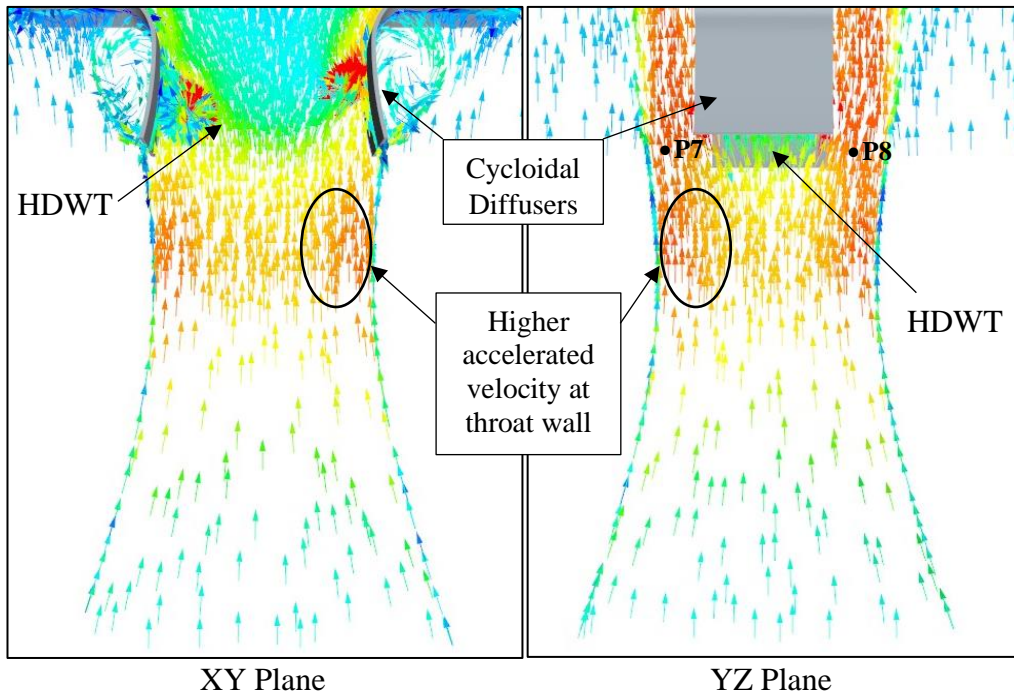 HDWT
Cycloidal
Diffusers
P7
P8
HDWT
Higher
accelerated
velocity at
throat wall
XY Plane
YZ Plane